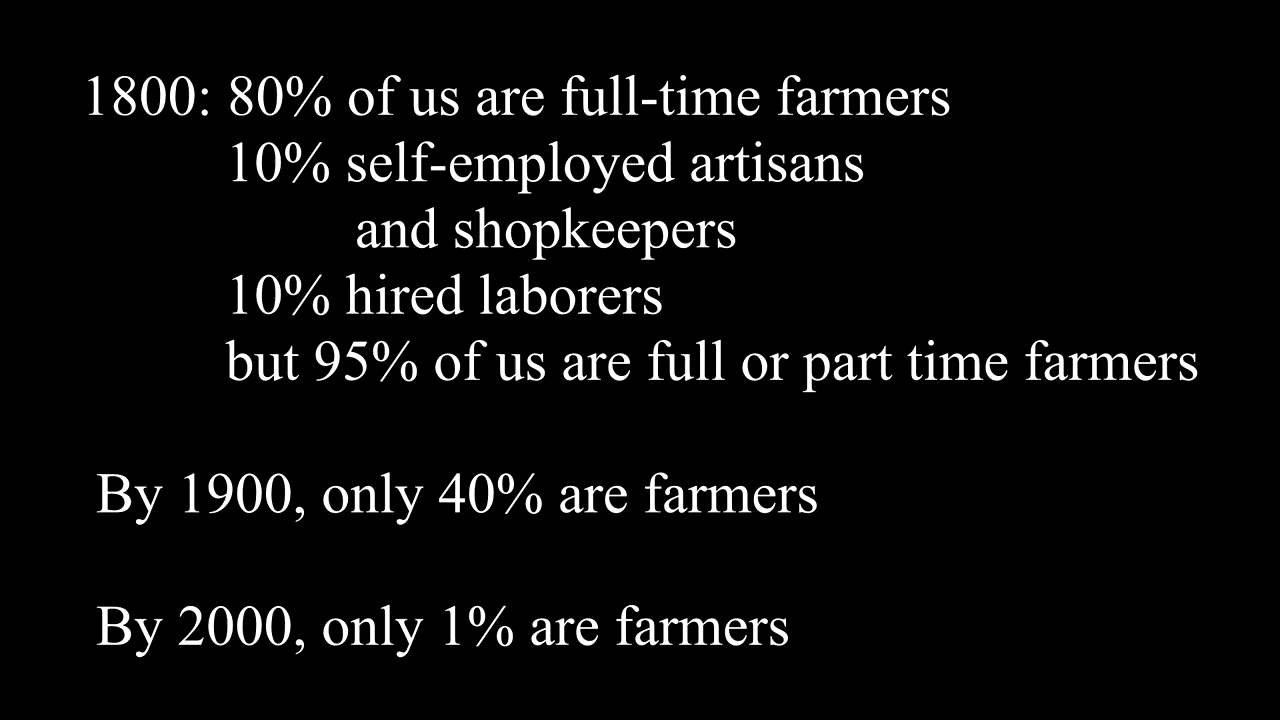 1800: 80% of us are full-time farmers
10% self-employed artisans
and shopkeepers
10% hired laborers
but 95% of us are full or part time farmers
By 1900, only 40% are farmers
By 2000, only 1% are farmers